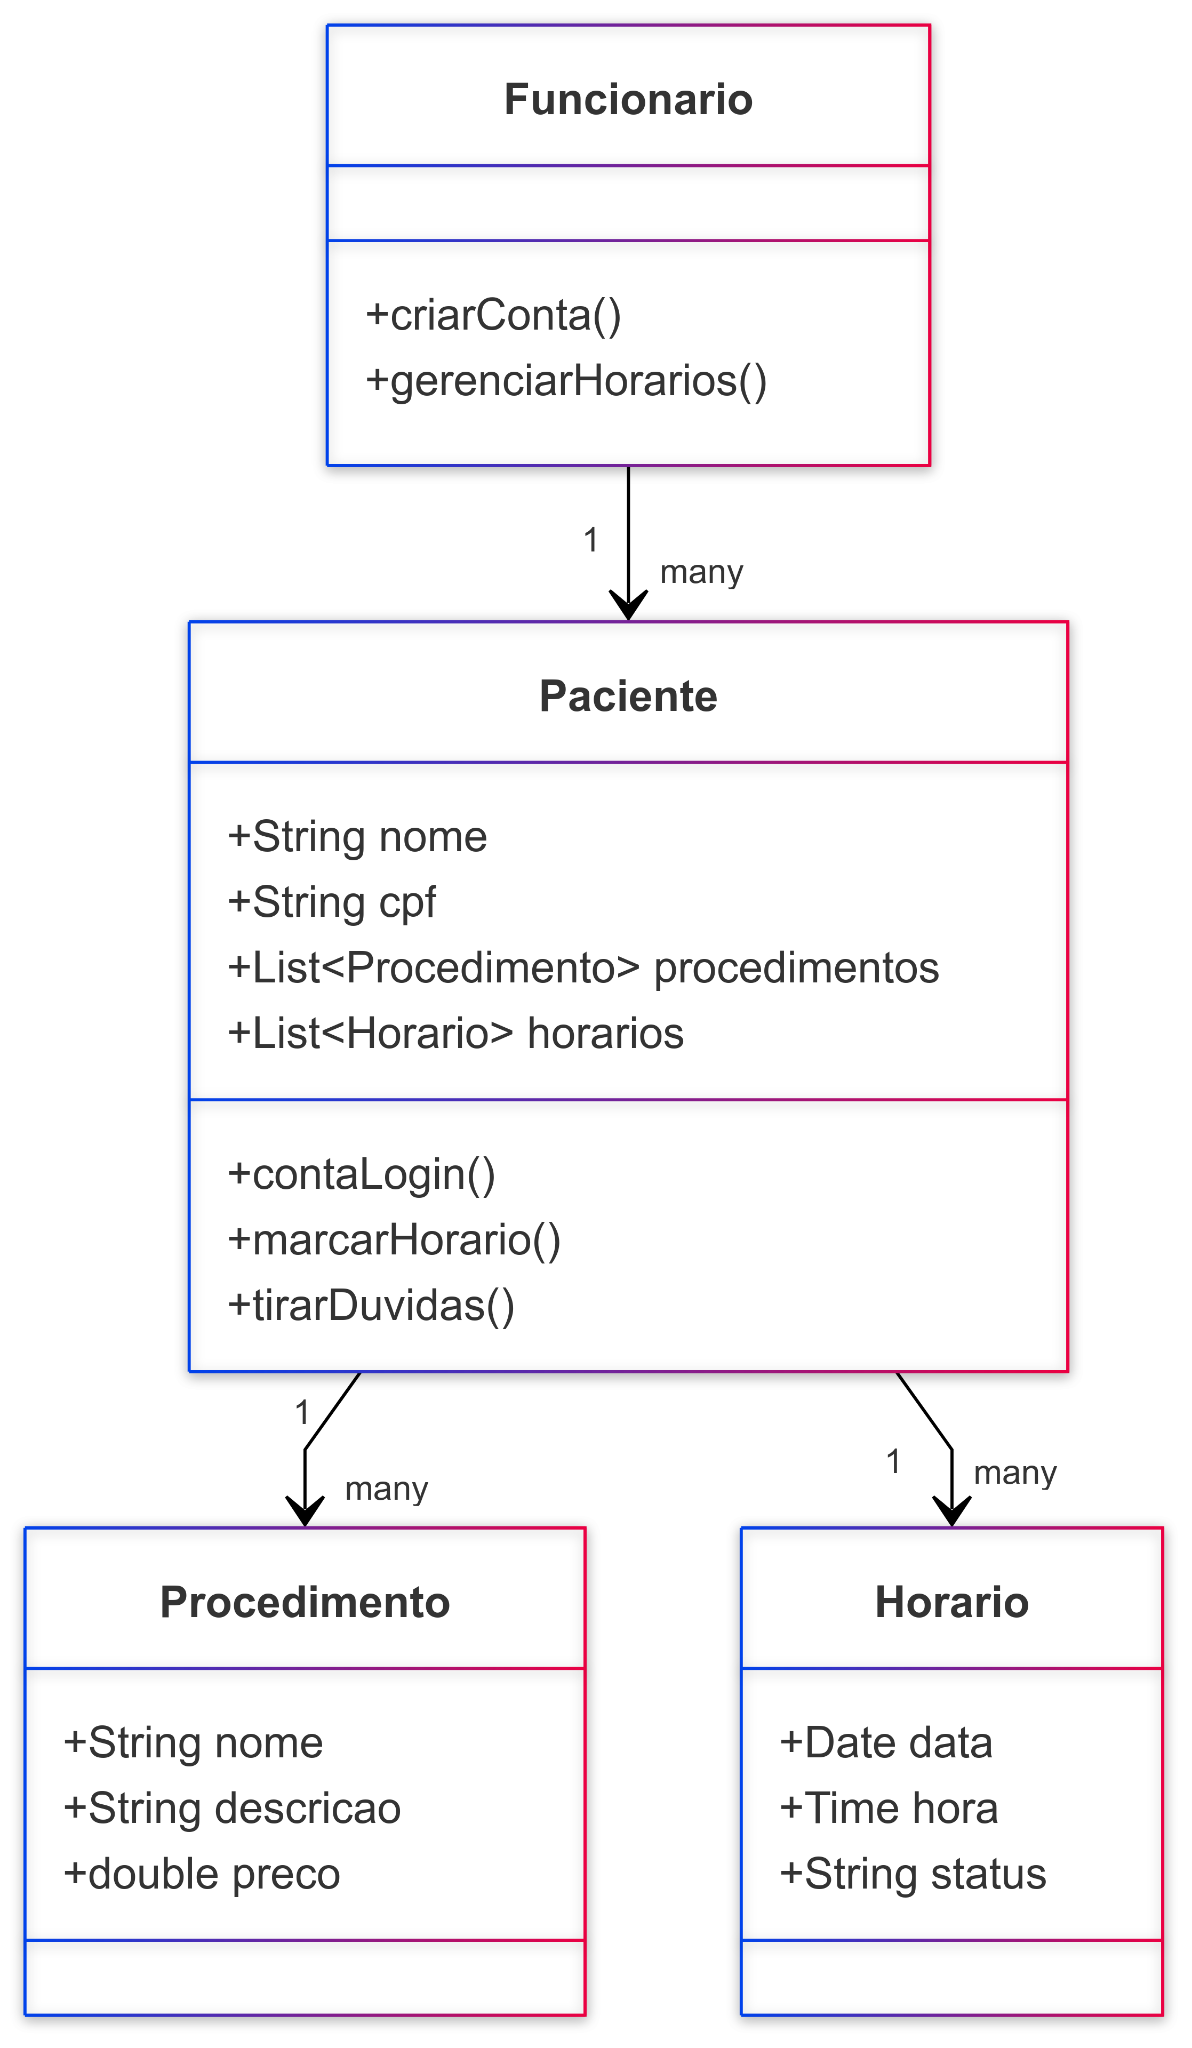 Funcionario
+criarConta()
+gerenciarHorarios()
1
many
Paciente
+String nome
+String cpf
+List<Procedimento> procedimentos
+List<Horario> horarios
+contaLogin()
+marcarHorario()
+tirarDuvidas()
1
many
1
many
Procedimento
+String nome
+String descricao
+double preco
Horario
+Date data
+Time hora
+String status